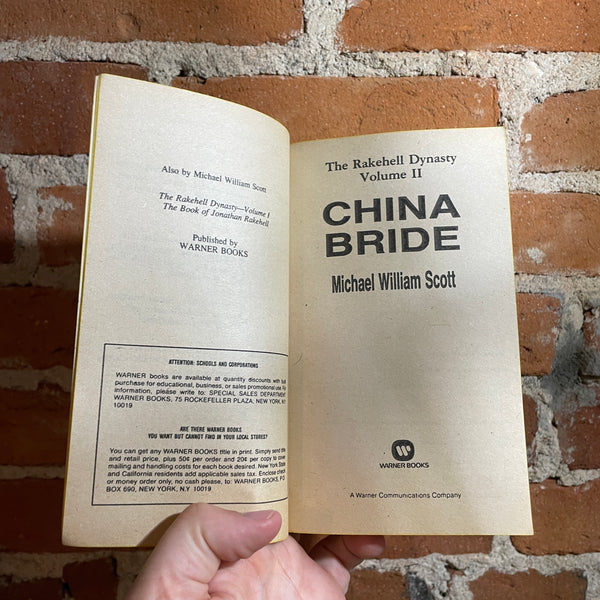 Also by Michael William Scott
The Rakehell Dynasty—Volume I
The Book of Jonathan Rakehell
Published by
WARNER BOOKS
ATTENTION: SCHOOLS AND CORPORATIONS
WARNER books are available at quantity discounts with bulk
purchase for educational, business, or sales promotional use. For
information, please write to: SPECIAL SALES DEPARTMENT,
WARNER BOOKS, 75 ROCKEFELLER PLAZA, NEW YORK, N.Y.
10019
ARE THERE WARNER BOOKS
YOU WANT BUT CANNOT FIND IN YOUR LOCAL STORES?
You can get any WARNER BOOKS title in print. Simply send title
and retail price, plus 50¢ per order and 20¢ per copy to cover
mailing and handling costs for each book desired. New York State
and California residents add applicable sales tax. Enclose check
or money order only, no cash please, to: WARNER BOOKS, PO
BOX 690, NEW YORK, N.Y. 10019
The Rakehell Dynasty
Volume II
CHINA
BRIDE
Michael William Scott
WARNER BOOKS
A Warner Communications Company